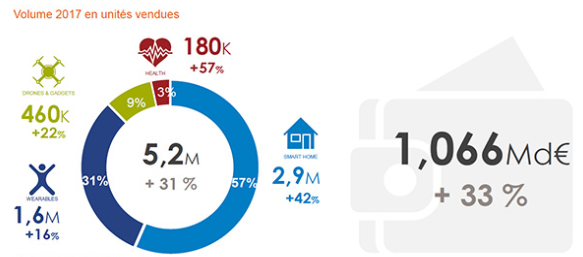 Volume 2017 en unités vendues
180K
+57%
HEALTH
DRONES & GADGETS
460K
+22%
3%
9%
31%
57%
5,2M
+ 31 %
SMART HOME
2,9M
+42%
WEARABLES
1,6M
+16%
1,066Md€
+ 33 %